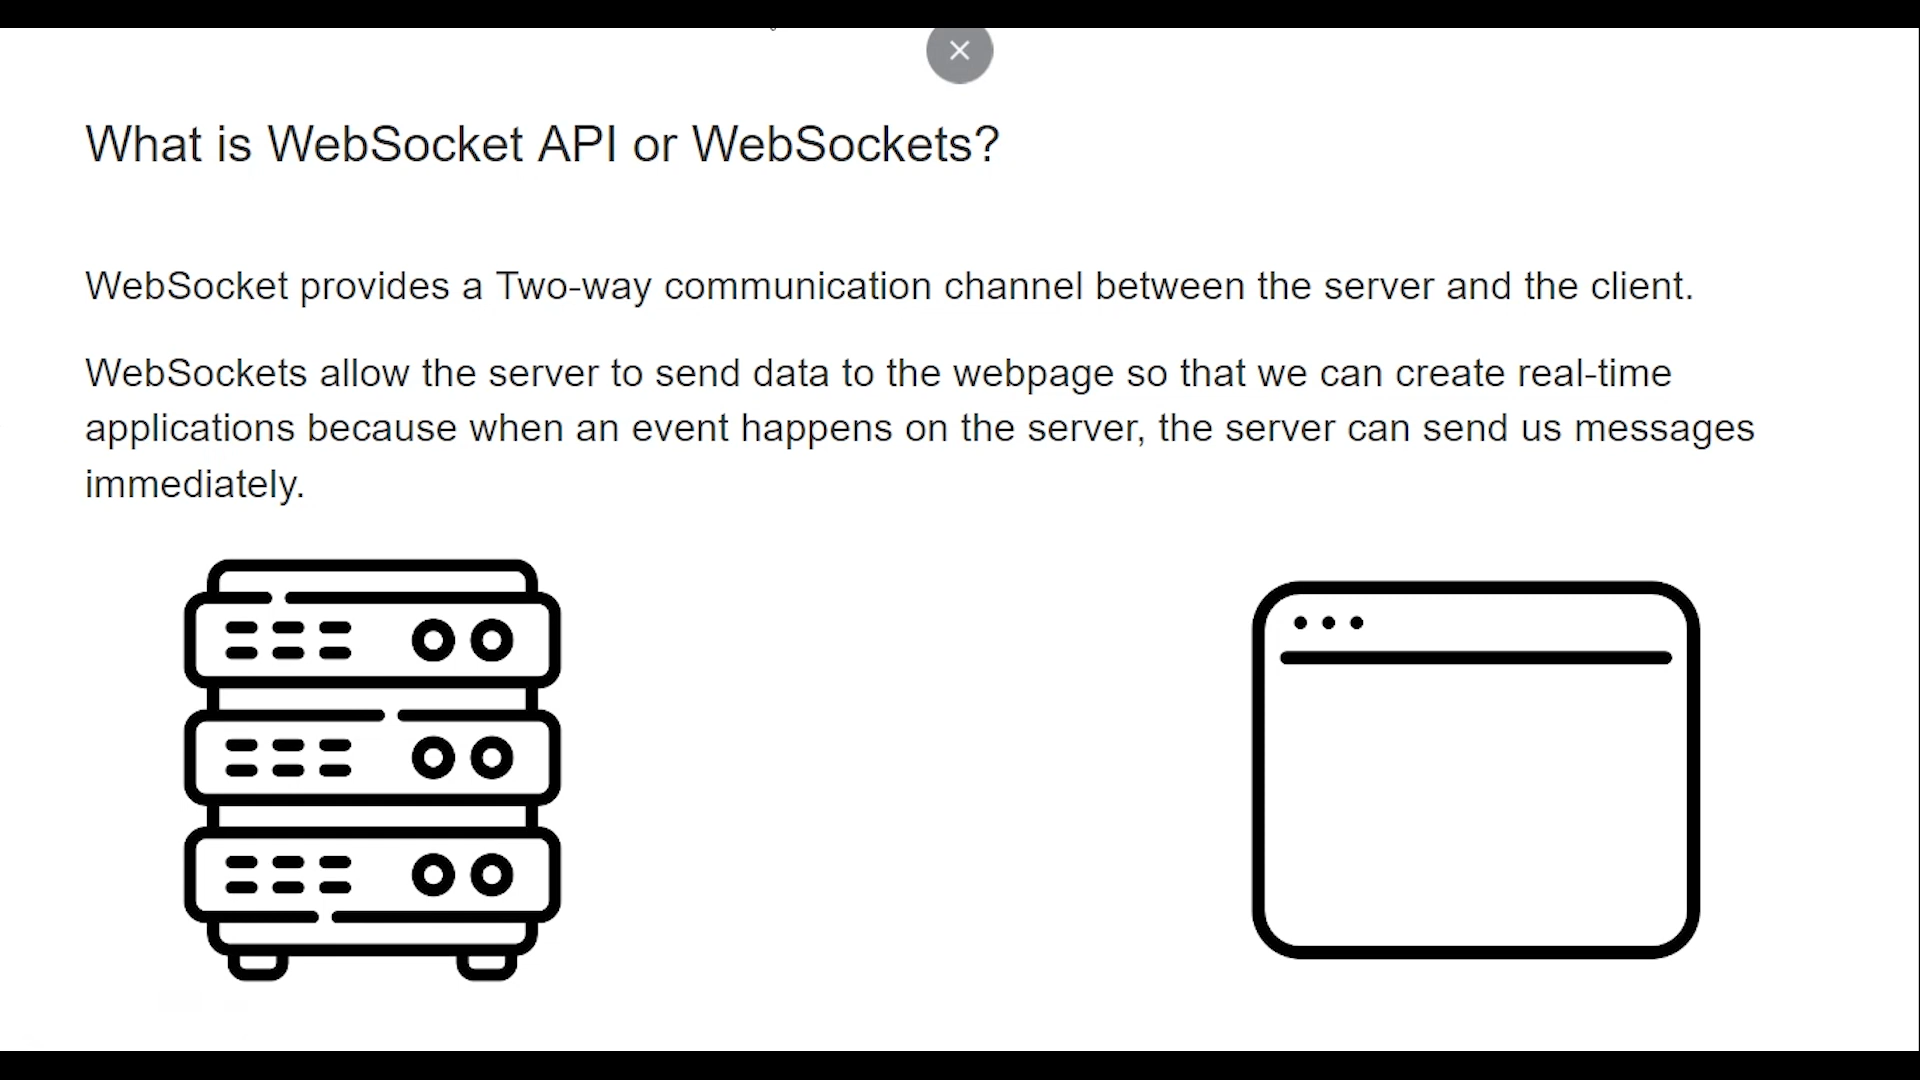 What is WebSocket API or WebSockets?
WebSocket provides a Two-way communication channel between the server and the client.
WebSockets allow the server to send data to the webpage so that we can create real-time
applications because when an event happens on the server, the server can send us messages
immediately.